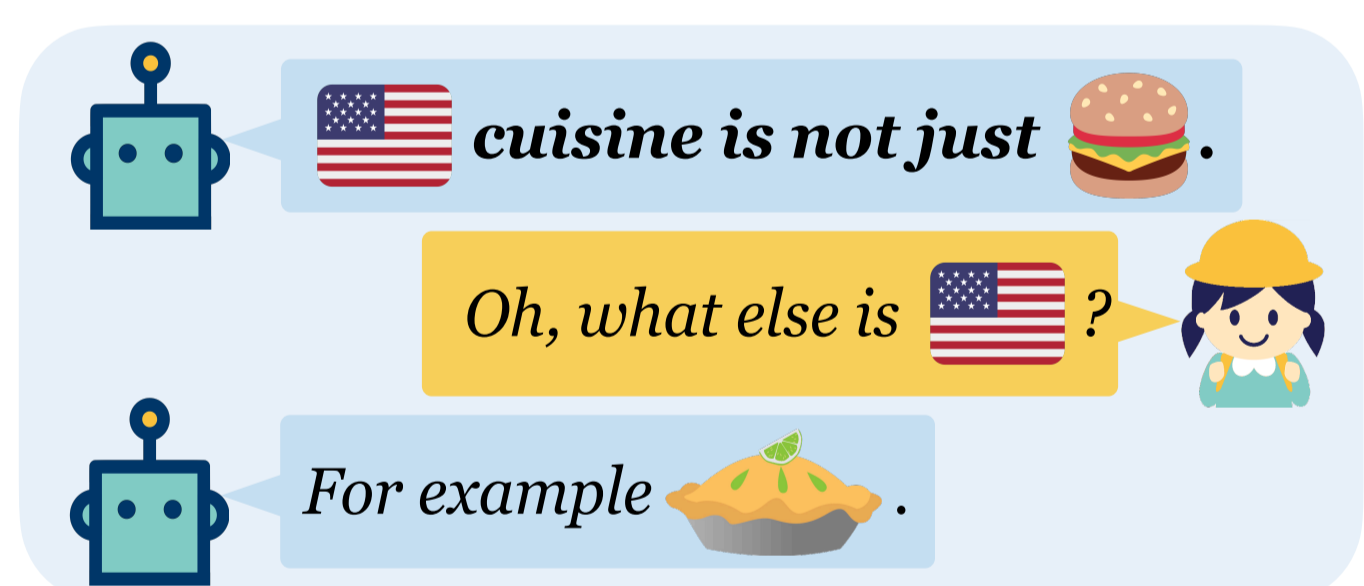 cuisine is not just .
Oh, what else is ?
For example .